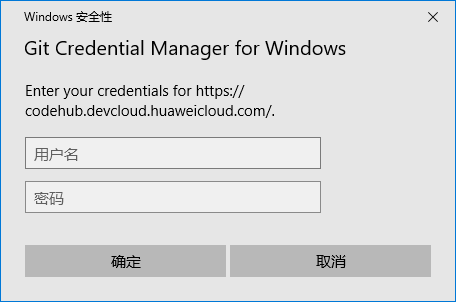 Windows 安全性
Git Credential Manager for Windows
Enter your credentials for https://
codehub.devcloud.huaweicloud.com/.
用户名
密码
确定
取消